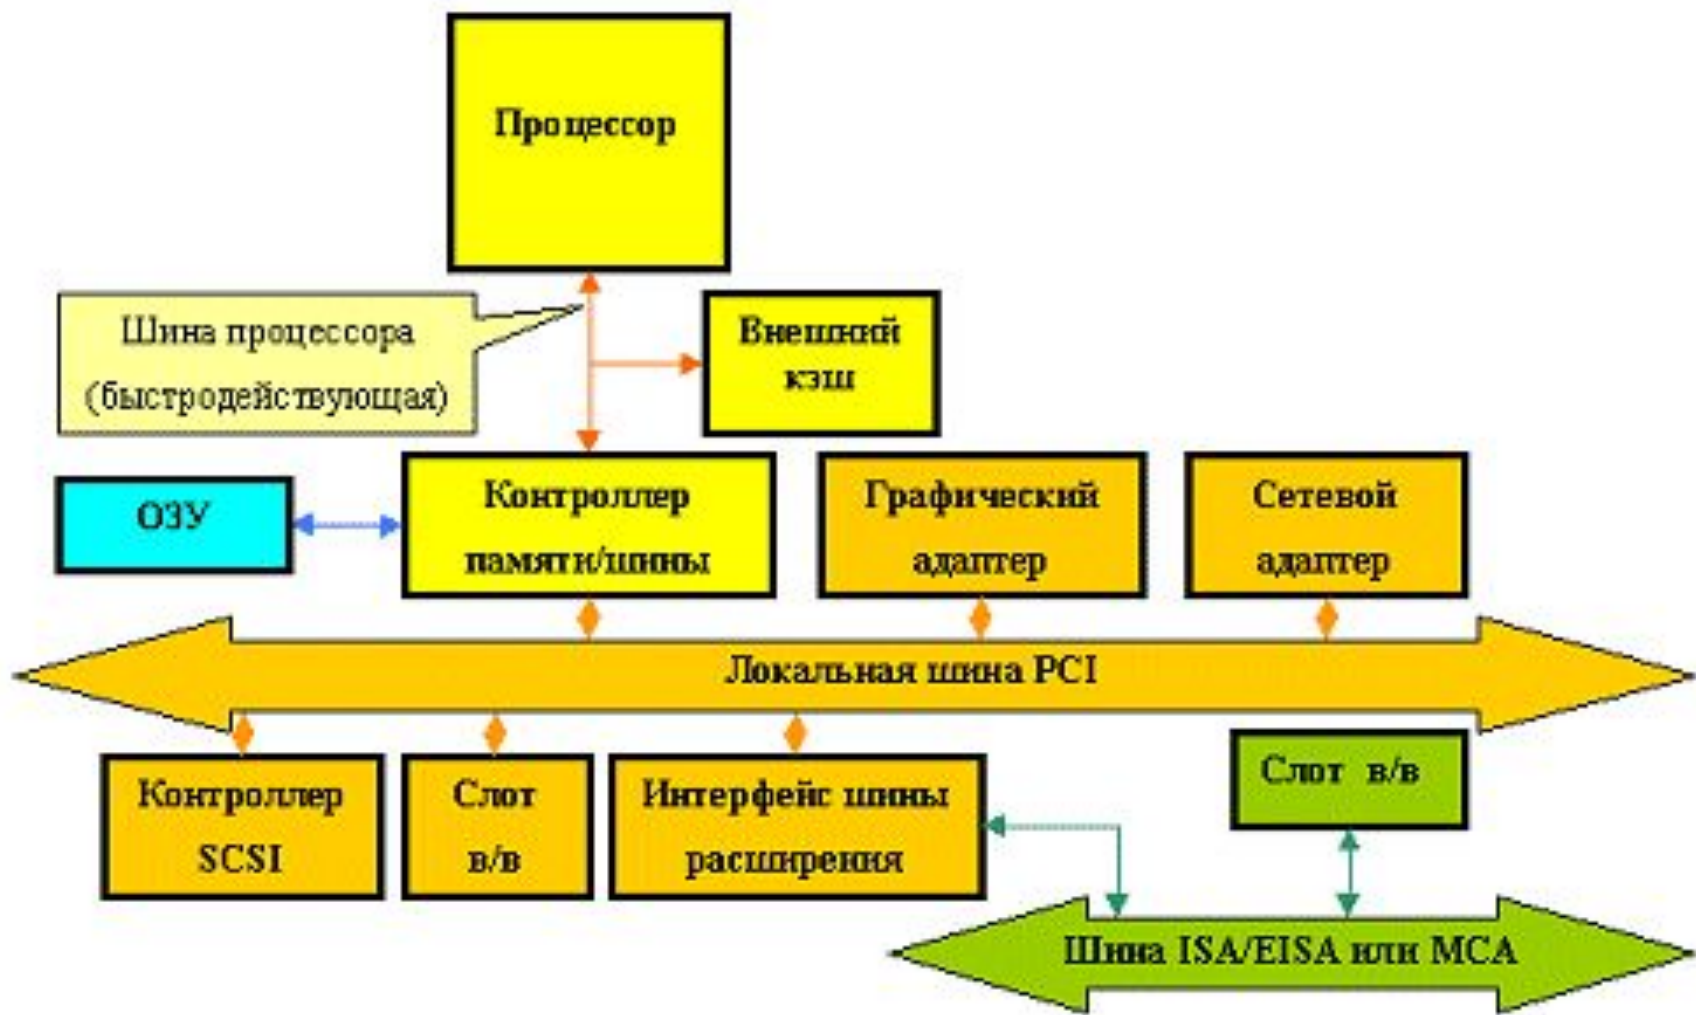 Процессор
Шина процессора
(быстродействующая)
Внешний
кэш
ОЗУ
Контроллер
памяти/шины
Графический
адаптер
Сетевой
адаптер
Локальная шина PCI
Контроллер
SCSI
Слот
в/в
Интерфейс шины
расширения
Слот в/в
Шина ISA/EISA или MCA